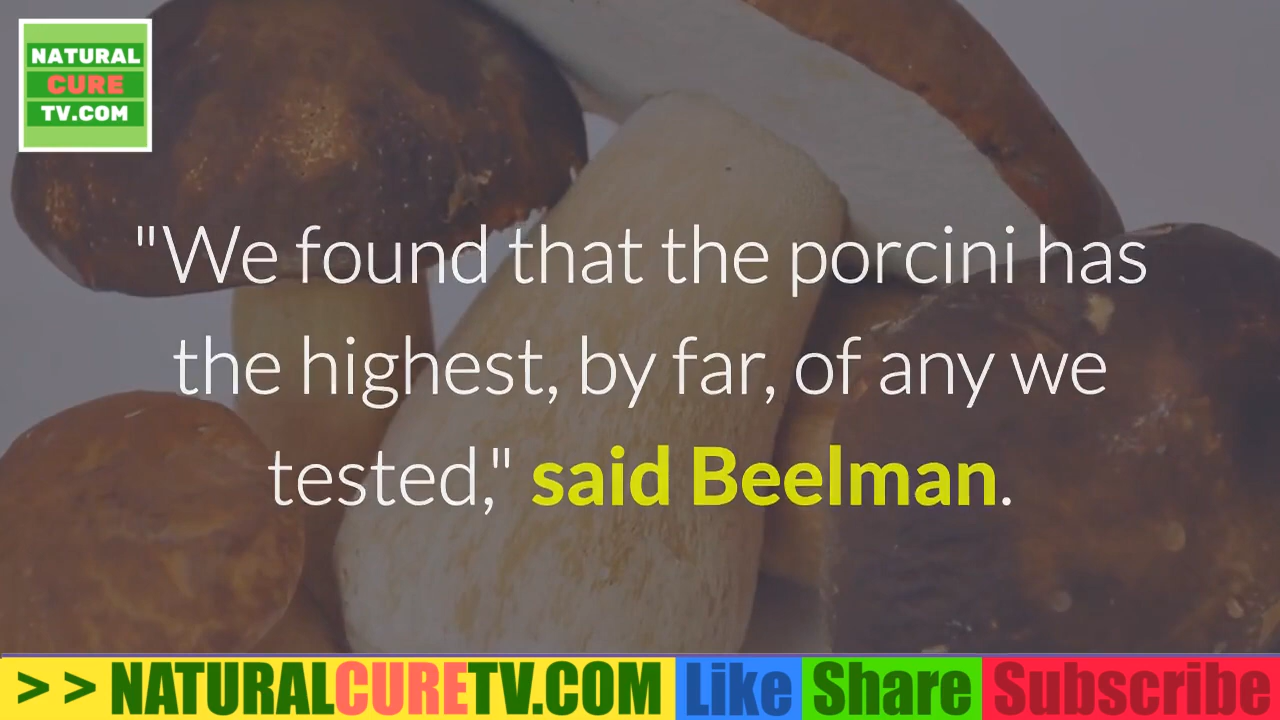 NATURAL
CURE
TV.COM
"We found that the porcini has
the highest, by far, of any we
tested," said Beelman.
> > NATURALCURETV.COM Like Share Subscribe